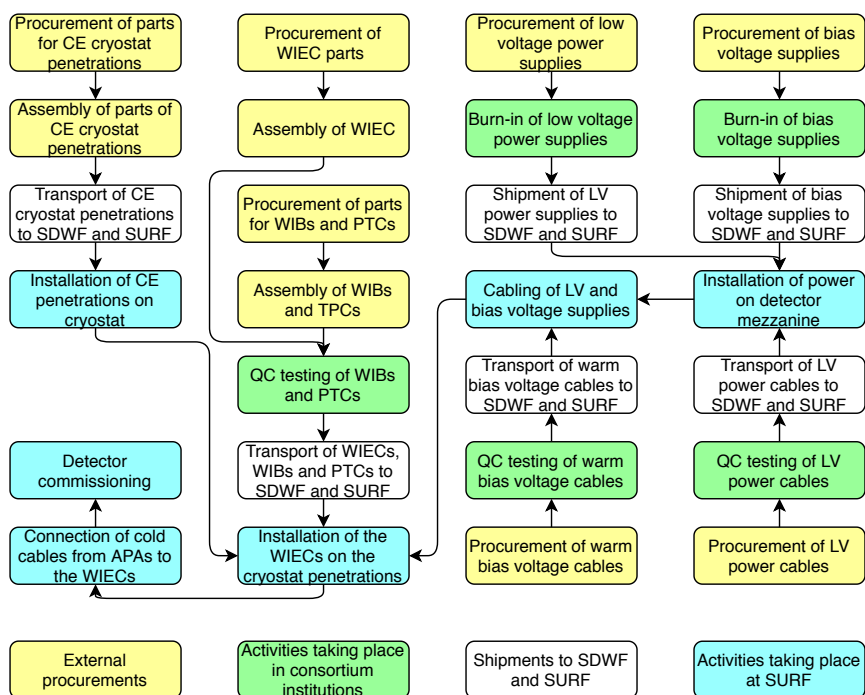 Procurement of parts
for CE cryostat
penetrations
Procurement of
WIEC parts
Procurement of low
voltage power
supplies
Procurement of bias
voltage supplies
Assembly of parts of
CE cryostat
penetrations
Assembly of WIEC
Burn-in of low voltage
power supplies
Burn-in of bias
voltage supplies
Transport of CE
cryostat penetrations
to SDWF and SURF
Procurement of parts
for WIBs and PTCs
Shipment of LV
power supplies to
SDWF and SURF
Shipment of bias
voltage supplies to
SDWF and SURF
Installation of CE
penetrations on
cryostat
Assembly of WIBs
and TPCs
Cabling of LV and
bias voltage supplies
Installation of power
on detector
mezzanine
QC testing of WIBs
and PTCs
Transport of warm
bias voltage cables to
SDWF and SURF
Transport of LV
power cables to
SDWF and SURF
Detector
commissioning
Transport of WIECs,
WIBs and PTCs to
SDWF and SURF
QC testing of warm
bias voltage cables
QC testing of LV
power cables
Connection of cold
cables from APAs to
the WIECs
Installation of the
WIECs on the
cryostat penetrations
Procurement of warm
bias voltage cables
Procurement of LV
power cables
External
procurements
Activities taking place
in consortium
institutions
Shipments to SDWF
and SURF
Activities taking place
at SURF